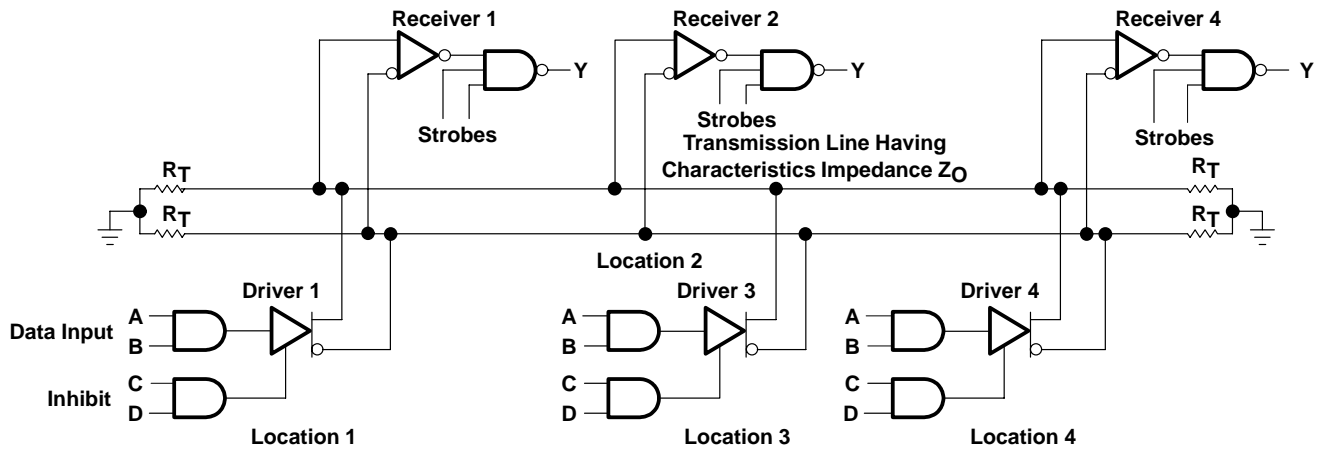 Receiver 1
Receiver 2
Receiver 4
Y
Y
Y
Strobes
Strobes
Strobes
Transmission Line Having
Characteristics Impedance ZO
RT
RT
RT
RT
Location 2
Driver 1
Driver 3
Driver 4
Data Input
A
B
A
B
A
B
Inhibit
C
D
C
D
C
D
Location 1
Location 3
Location 4